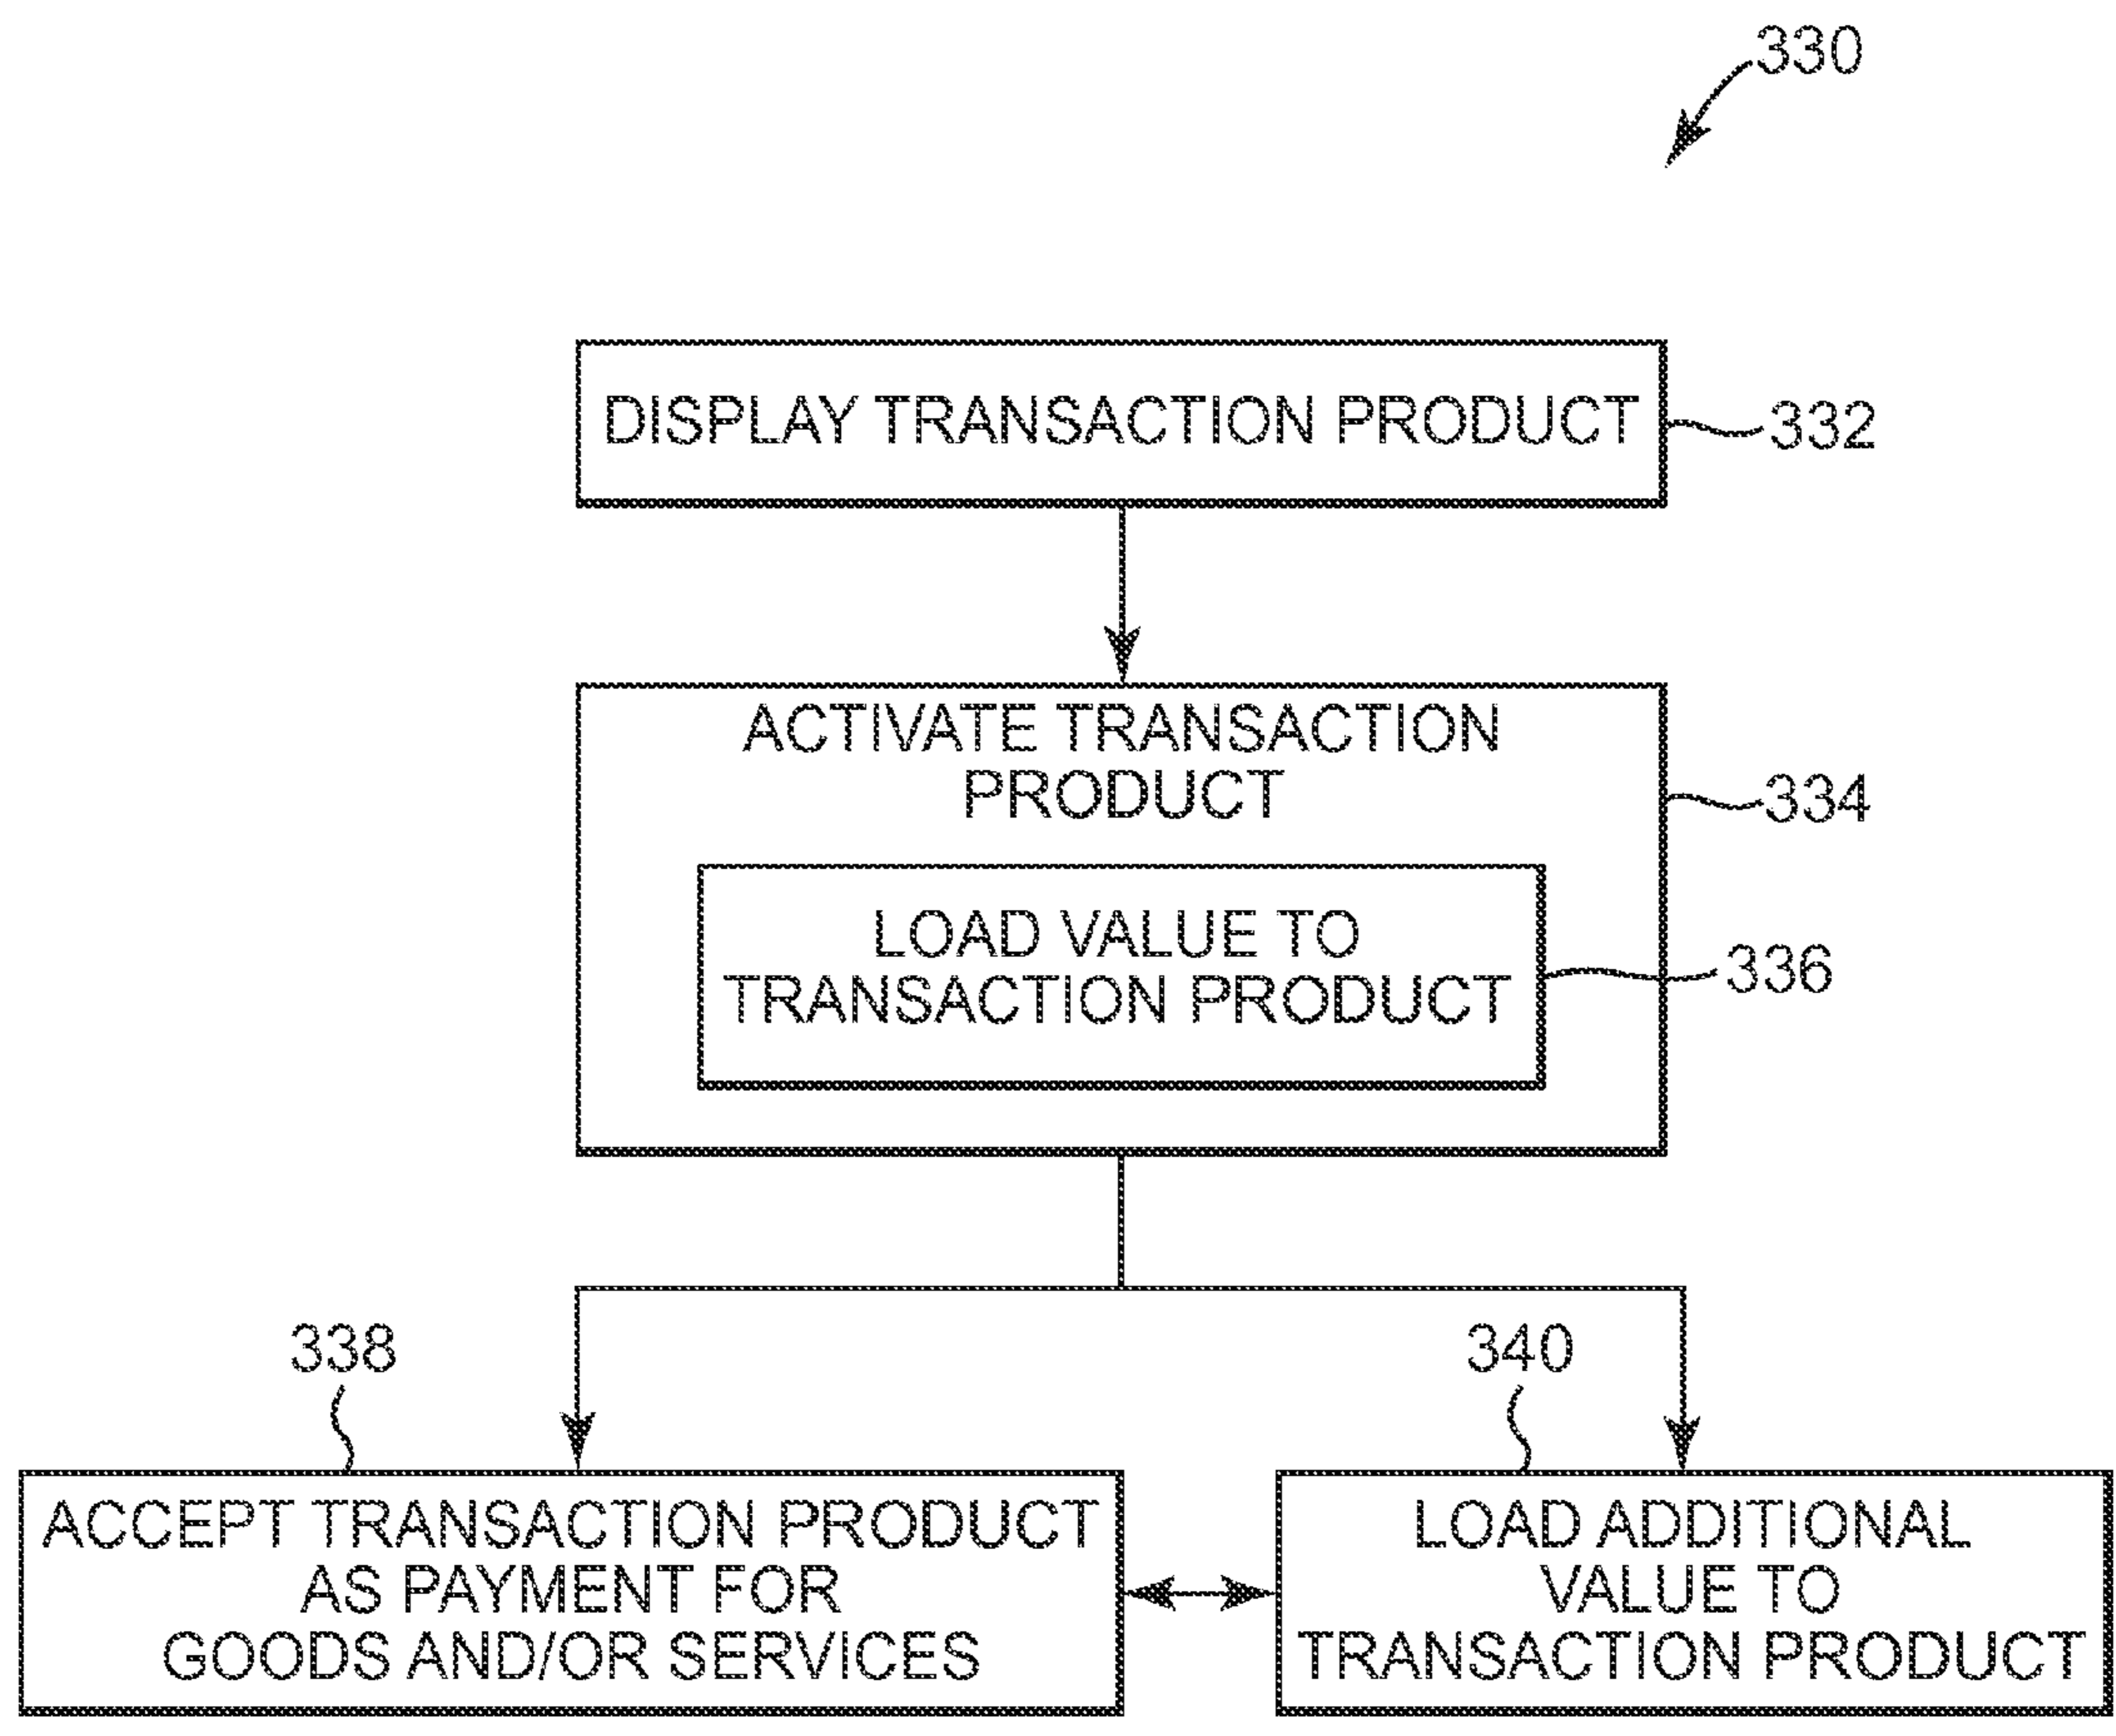 330
DISPLAY TRANSACTION PRODUCT
332
ACTIVATE TRANSACTION
PRODUCT
334
LOAD VALUE TO
TRANSACTION PRODUCT
336
338
ACCEPT TRANSACTION PRODUCT
AS PAYMENT FOR
GOODS AND/OR SERVICES
340
LOAD ADDITIONAL
VALUE TO
TRANSACTION PRODUCT